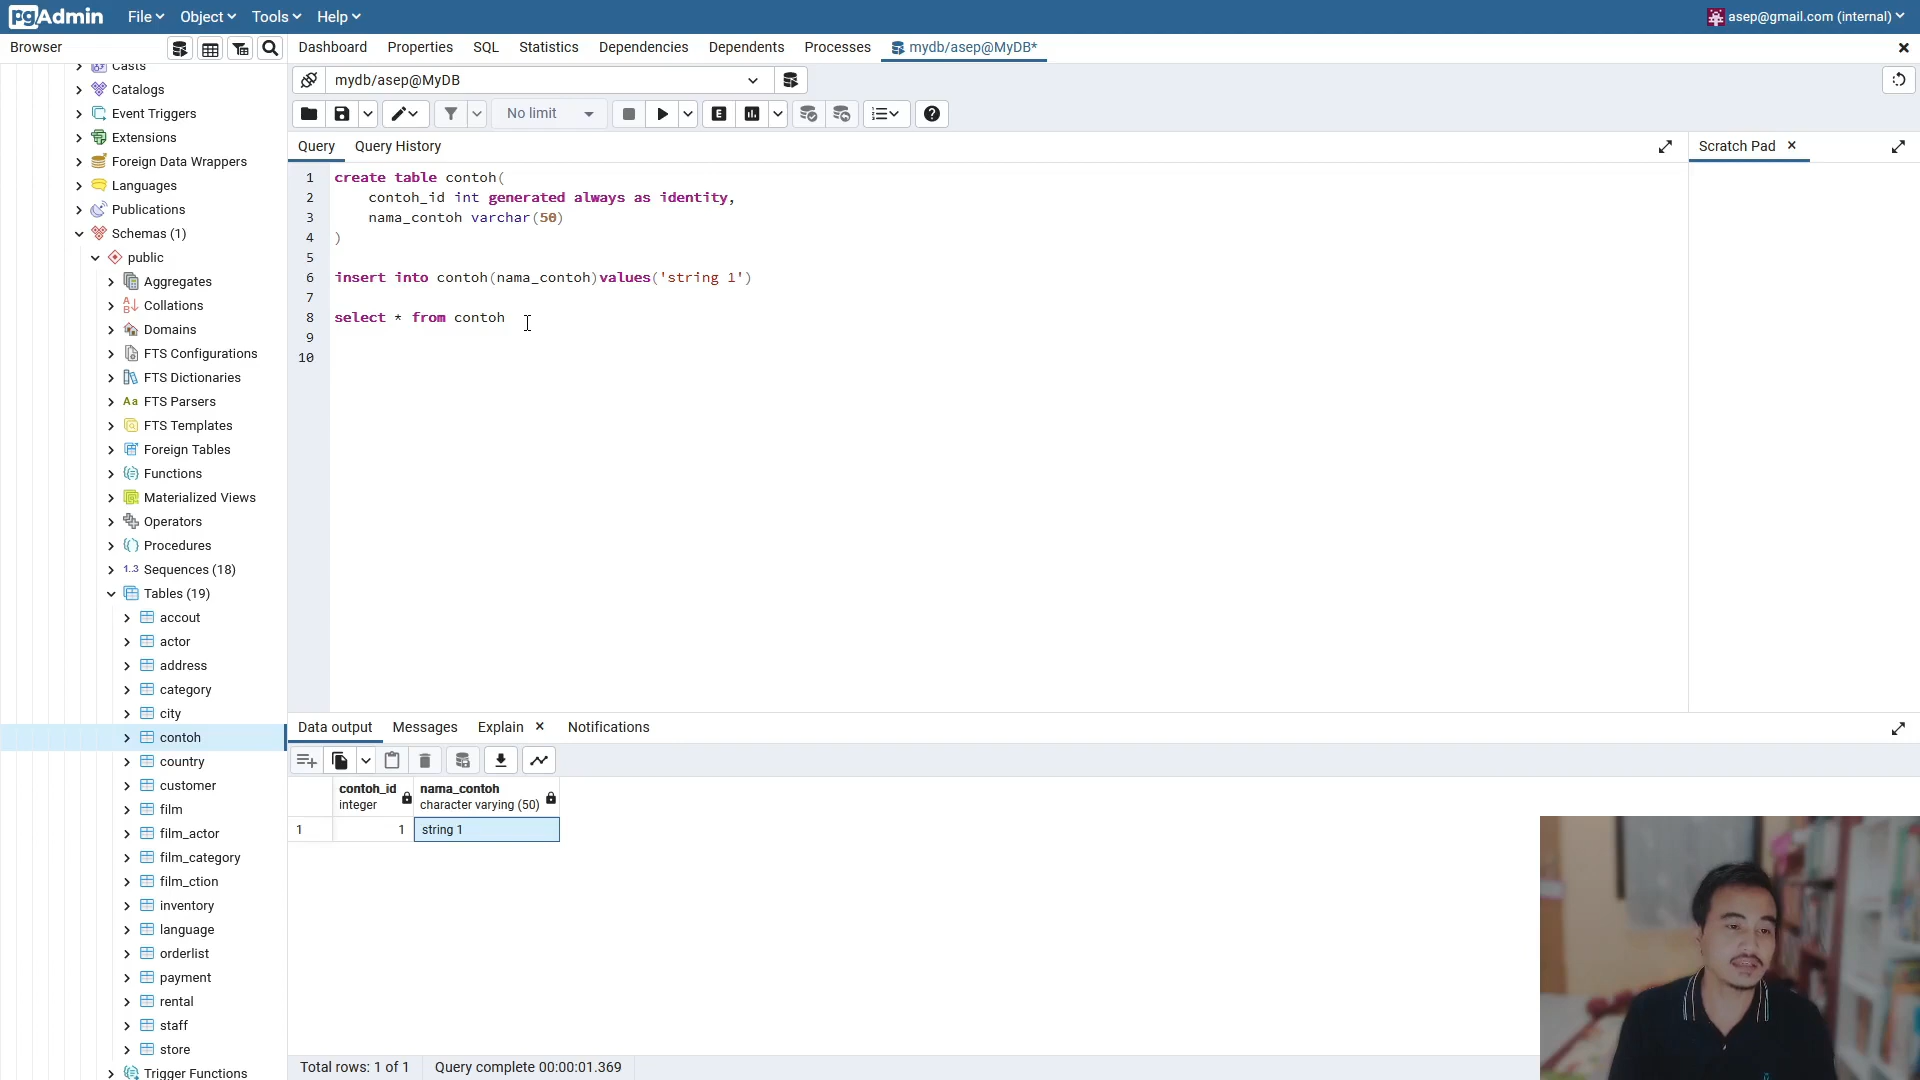 pgAdmin File Object Tools Help asep@gmail.com (internal)
Browser
Dashboard Properties SQL Statistics Dependencies Dependents Processes mydb/asep@MyDB*
Casts
Catalogs
Event Triggers
Extensions
Foreign Data Wrappers
Languages
Publications
Schemas (1)
public
Aggregates
Collations
Domains
FTS Configurations
FTS Dictionaries
Aa FTS Parsers
FTS Templates
Foreign Tables
Functions
Materialized Views
Operators
Procedures
1..3 Sequences (18)
Tables (19)
accout
actor
address
category
city
contoh
country
customer
film
film_actor
film_category
film_ction
inventory
language
orderlist
payment
rental
staff
store
Trigger Functions
mydb/asep@MyDB
No limit
E
Query Query History
Scratch Pad
1 create table contoh(
2 contoh_id int generated always as identity,
3 nama_contoh varchar(50)
4 )
5
6 insert into contoh(nama_contoh)values('string 1')
7
8 select * from contoh
9
10
Data output Messages Explain Notifications
contoh_id nama_contoh
integer character varying (50)
1 1 string 1
Total rows: 1 of 1 Query complete 00:00:01.369